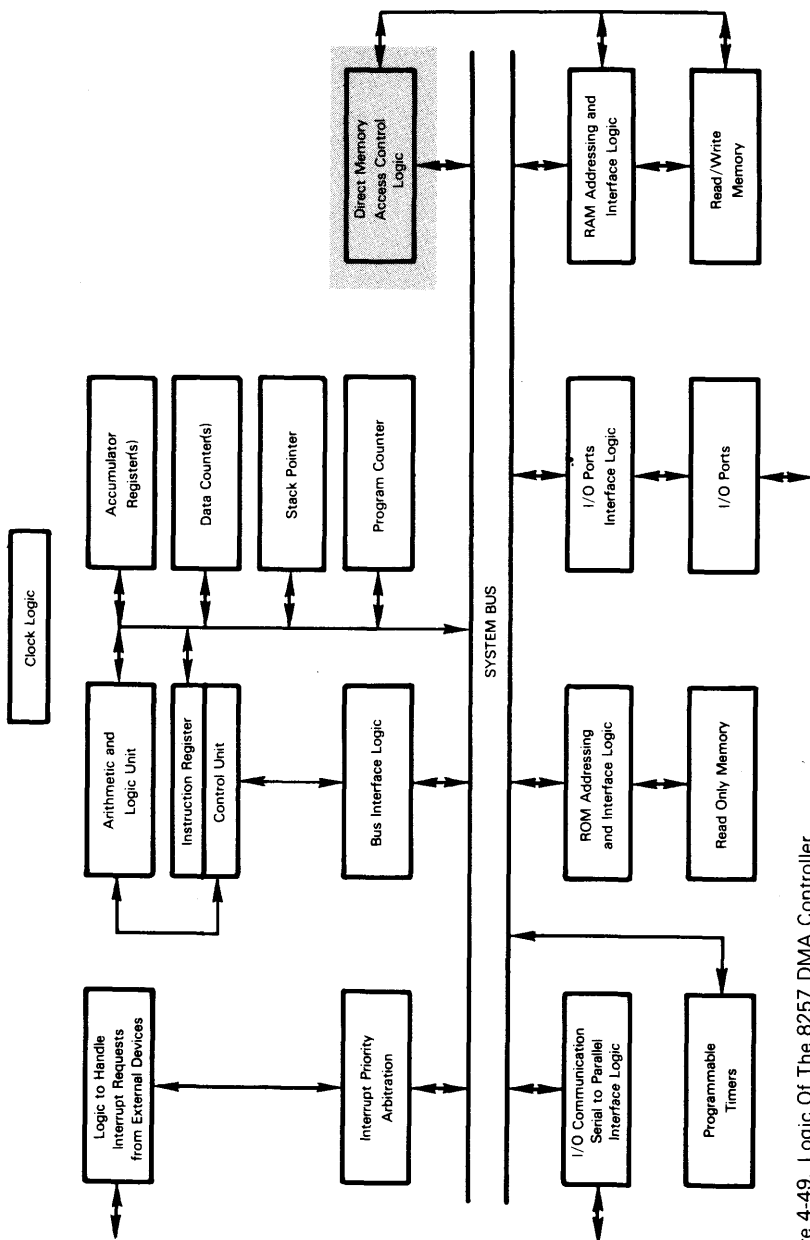 Clock Logic
Logic to Handle
Interrupt Requests
from External Devices
Interrupt Priority
Arbitration
Arithmetic and
Logic Unit
Instruction Register
Control Unit
Bus Interface Logic
Accumulator
Register(s)
Data Counter(s)
Stack Pointer
Program Counter
Direct Memory
Access Control
Logic
SYSTEM BUS
I/O Communication
Serial to Parallel
Interface Logic
Programmable
Timers
ROM Addressing
and Interface Logic
Read Only Memory
I/O Ports
Interface Logic
I/O Ports
RAM Addressing and
Interface Logic
Read/Write
Memory
4-49. Logic Of The 8257 DMA Controller